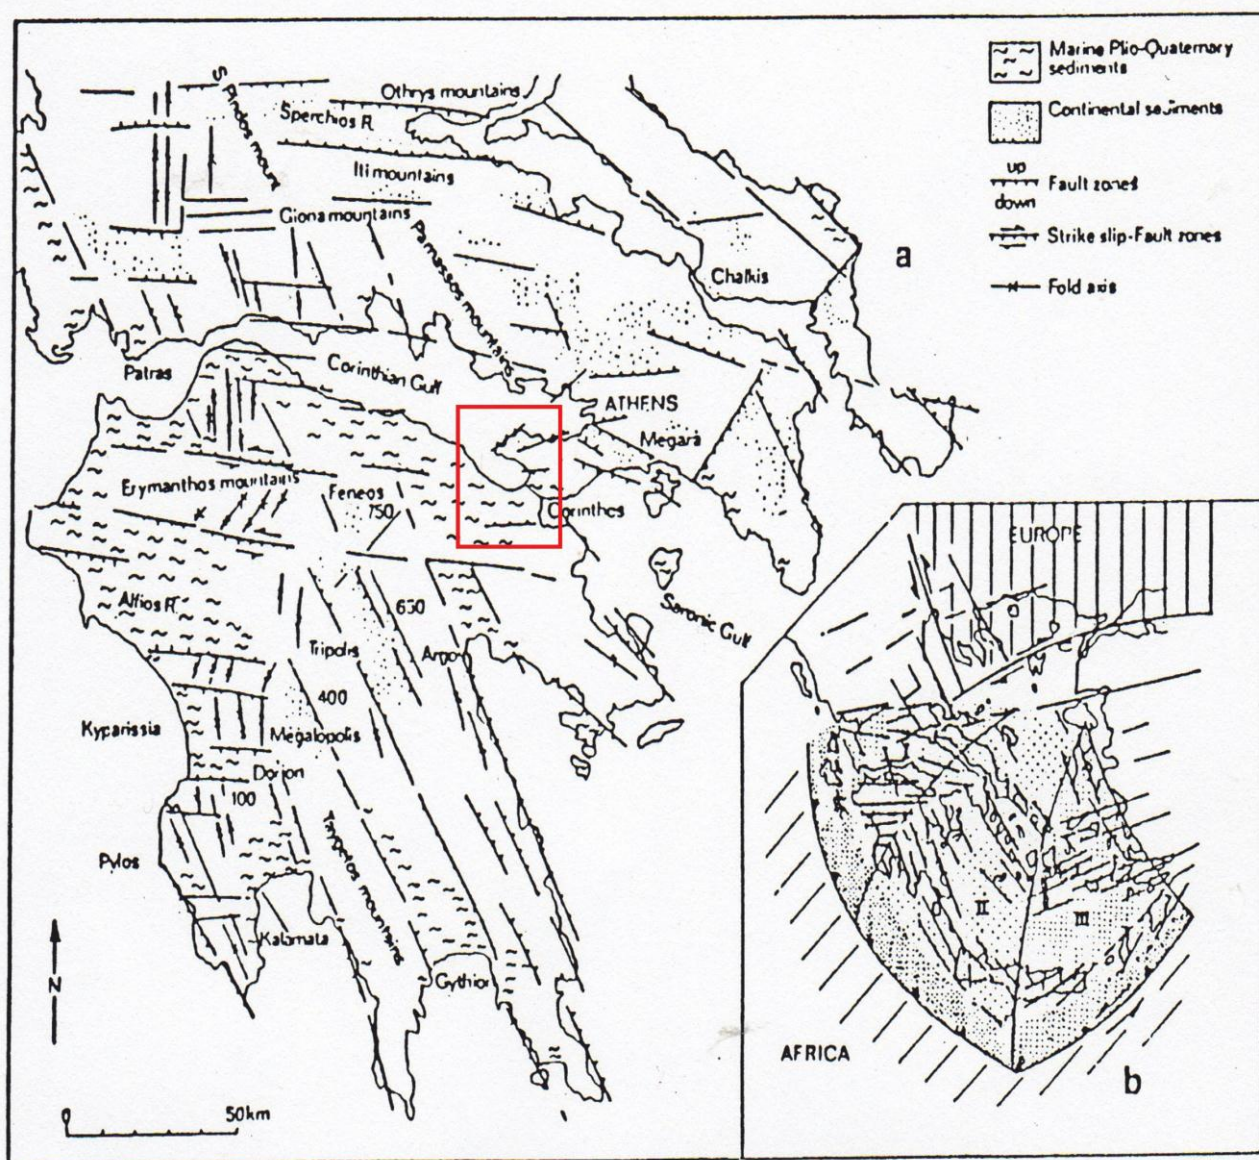 Marine Plio-Quaternary
sediments
Continental sediments
up
Fault zones
down
Strike slip-Fault zones
Fold axis
a
S. Pindos mount
Othrys mountains
Sperchios R.
Iti mountains
Giona mountains
Parnassos mountains
Chalkis
Patras
Corinthian Gulf
ATHENS
Megara
Erymanthos mountains
Feneos
750
Corinthos
Saronic Gulf
Alfios R.
650
Tripolis
Argo
400
Kyparissia
Megalopolis
Dorion
100
Pylos
Taygetos mountains
Kalamata
Gythion
N
0
50km
EUROPE
II
III
AFRICA
b